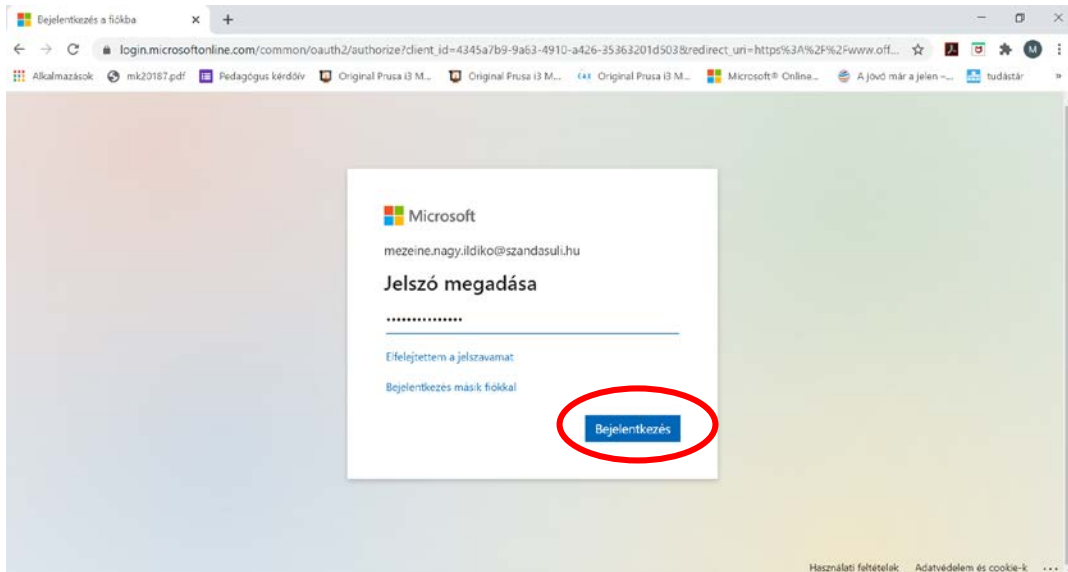 Bejelentkezés a fiókba
login.microsoftonline.com/common/oauth2/authorize?client_id=4345a7b9-9a63-4910-a426-35363201d503&redirect_uri=https%3A%2F%2Fwww.off...
M
Alkalmazások mk20187.pdf Pedagógus kérdőív Original Prusa i3 M... Original Prusa i3 M... Original Prusa i3 M... Microsoft® Online... A jövő már a jelen –... tudástár »
Microsoft
mezeine.nagy.ildiko@szandasuli.hu
Jelszó megadása
•••••••••••••••
Elfelejtettem a jelszavamat
Bejelentkezés másik fiókkal
Bejelentkezés
Használati feltételek Adatvédelem és cookie-k ...